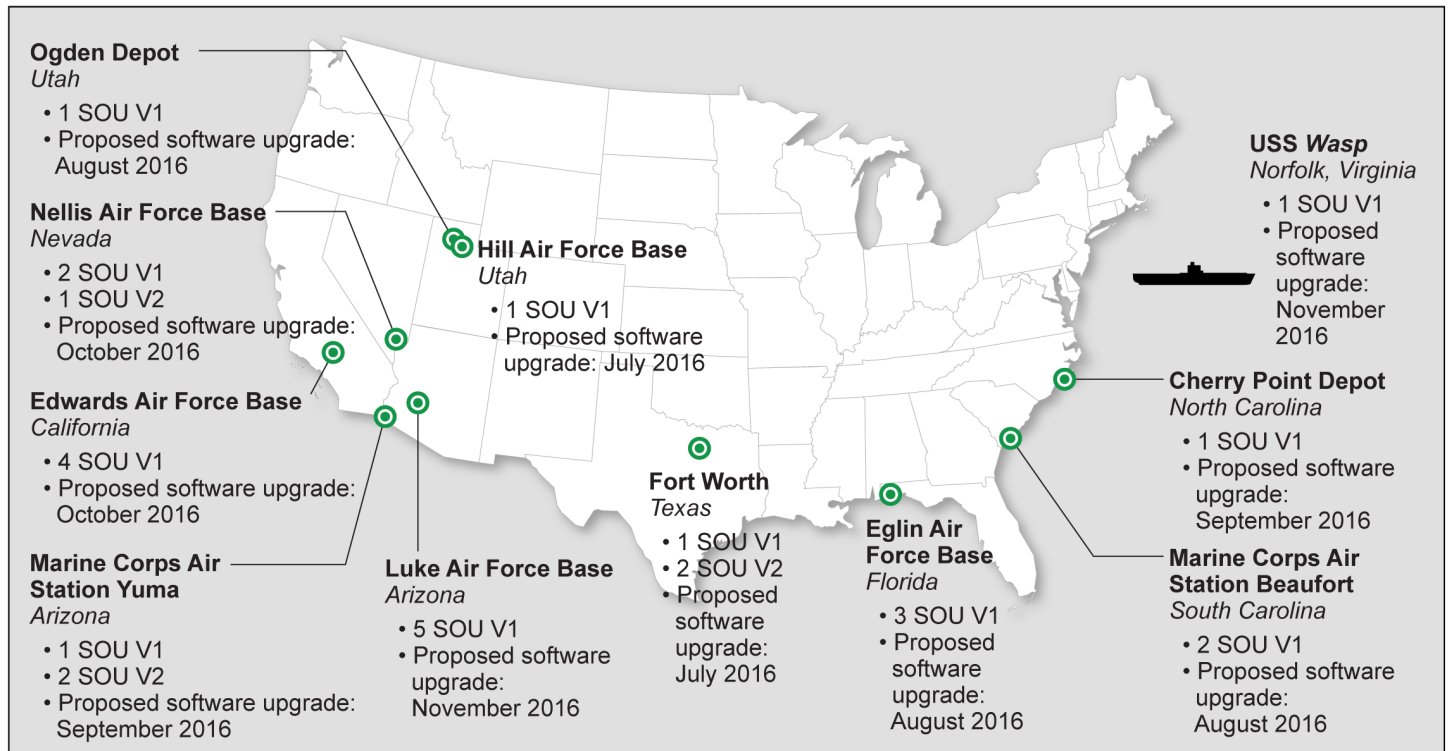 Ogden Depot
Utah
• 1 SOU V1
• Proposed software upgrade:
August 2016
Nellis Air Force Base
Nevada
• 2 SOU V1
• 1 SOU V2
• Proposed software upgrade:
October 2016
Edwards Air Force Base
California
• 4 SOU V1
• Proposed software upgrade:
October 2016
Marine Corps Air
Station Yuma
Arizona
• 1 SOU V1
• 2 SOU V2
• Proposed software upgrade:
September 2016
Hill Air Force Base
Utah
• 1 SOU V1
• Proposed software
upgrade: July 2016
Luke Air Force Base
Arizona
• 5 SOU V1
• Proposed software
upgrade:
November 2016
Fort Worth
Texas
• 1 SOU V1
• 2 SOU V2
• Proposed
software
upgrade:
July 2016
Eglin Air
Force Base
Florida
• 3 SOU V1
• Proposed
software
upgrade:
August 2016
USS Wasp
Norfolk, Virginia
• 1 SOU V1
• Proposed
software
upgrade:
November
2016
Cherry Point Depot
North Carolina
• 1 SOU V1
• Proposed software
upgrade:
September 2016
Marine Corps Air
Station Beaufort
South Carolina
• 2 SOU V1
• Proposed software
upgrade:
August 2016